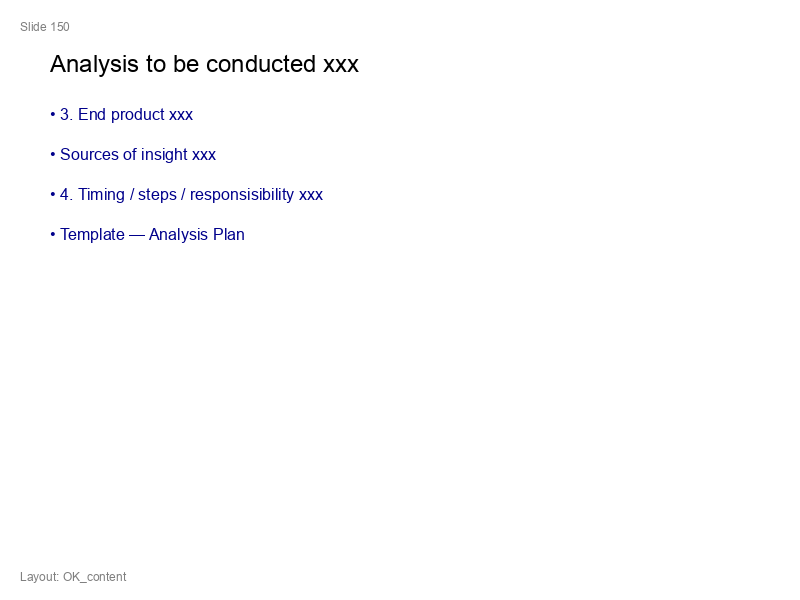 Slide 150
Analysis to be conducted xxx
• 3. End product xxx
• Sources of insight xxx
• 4. Timing / steps / responsisibility xxx
• Template — Analysis Plan
Layout: OK_content